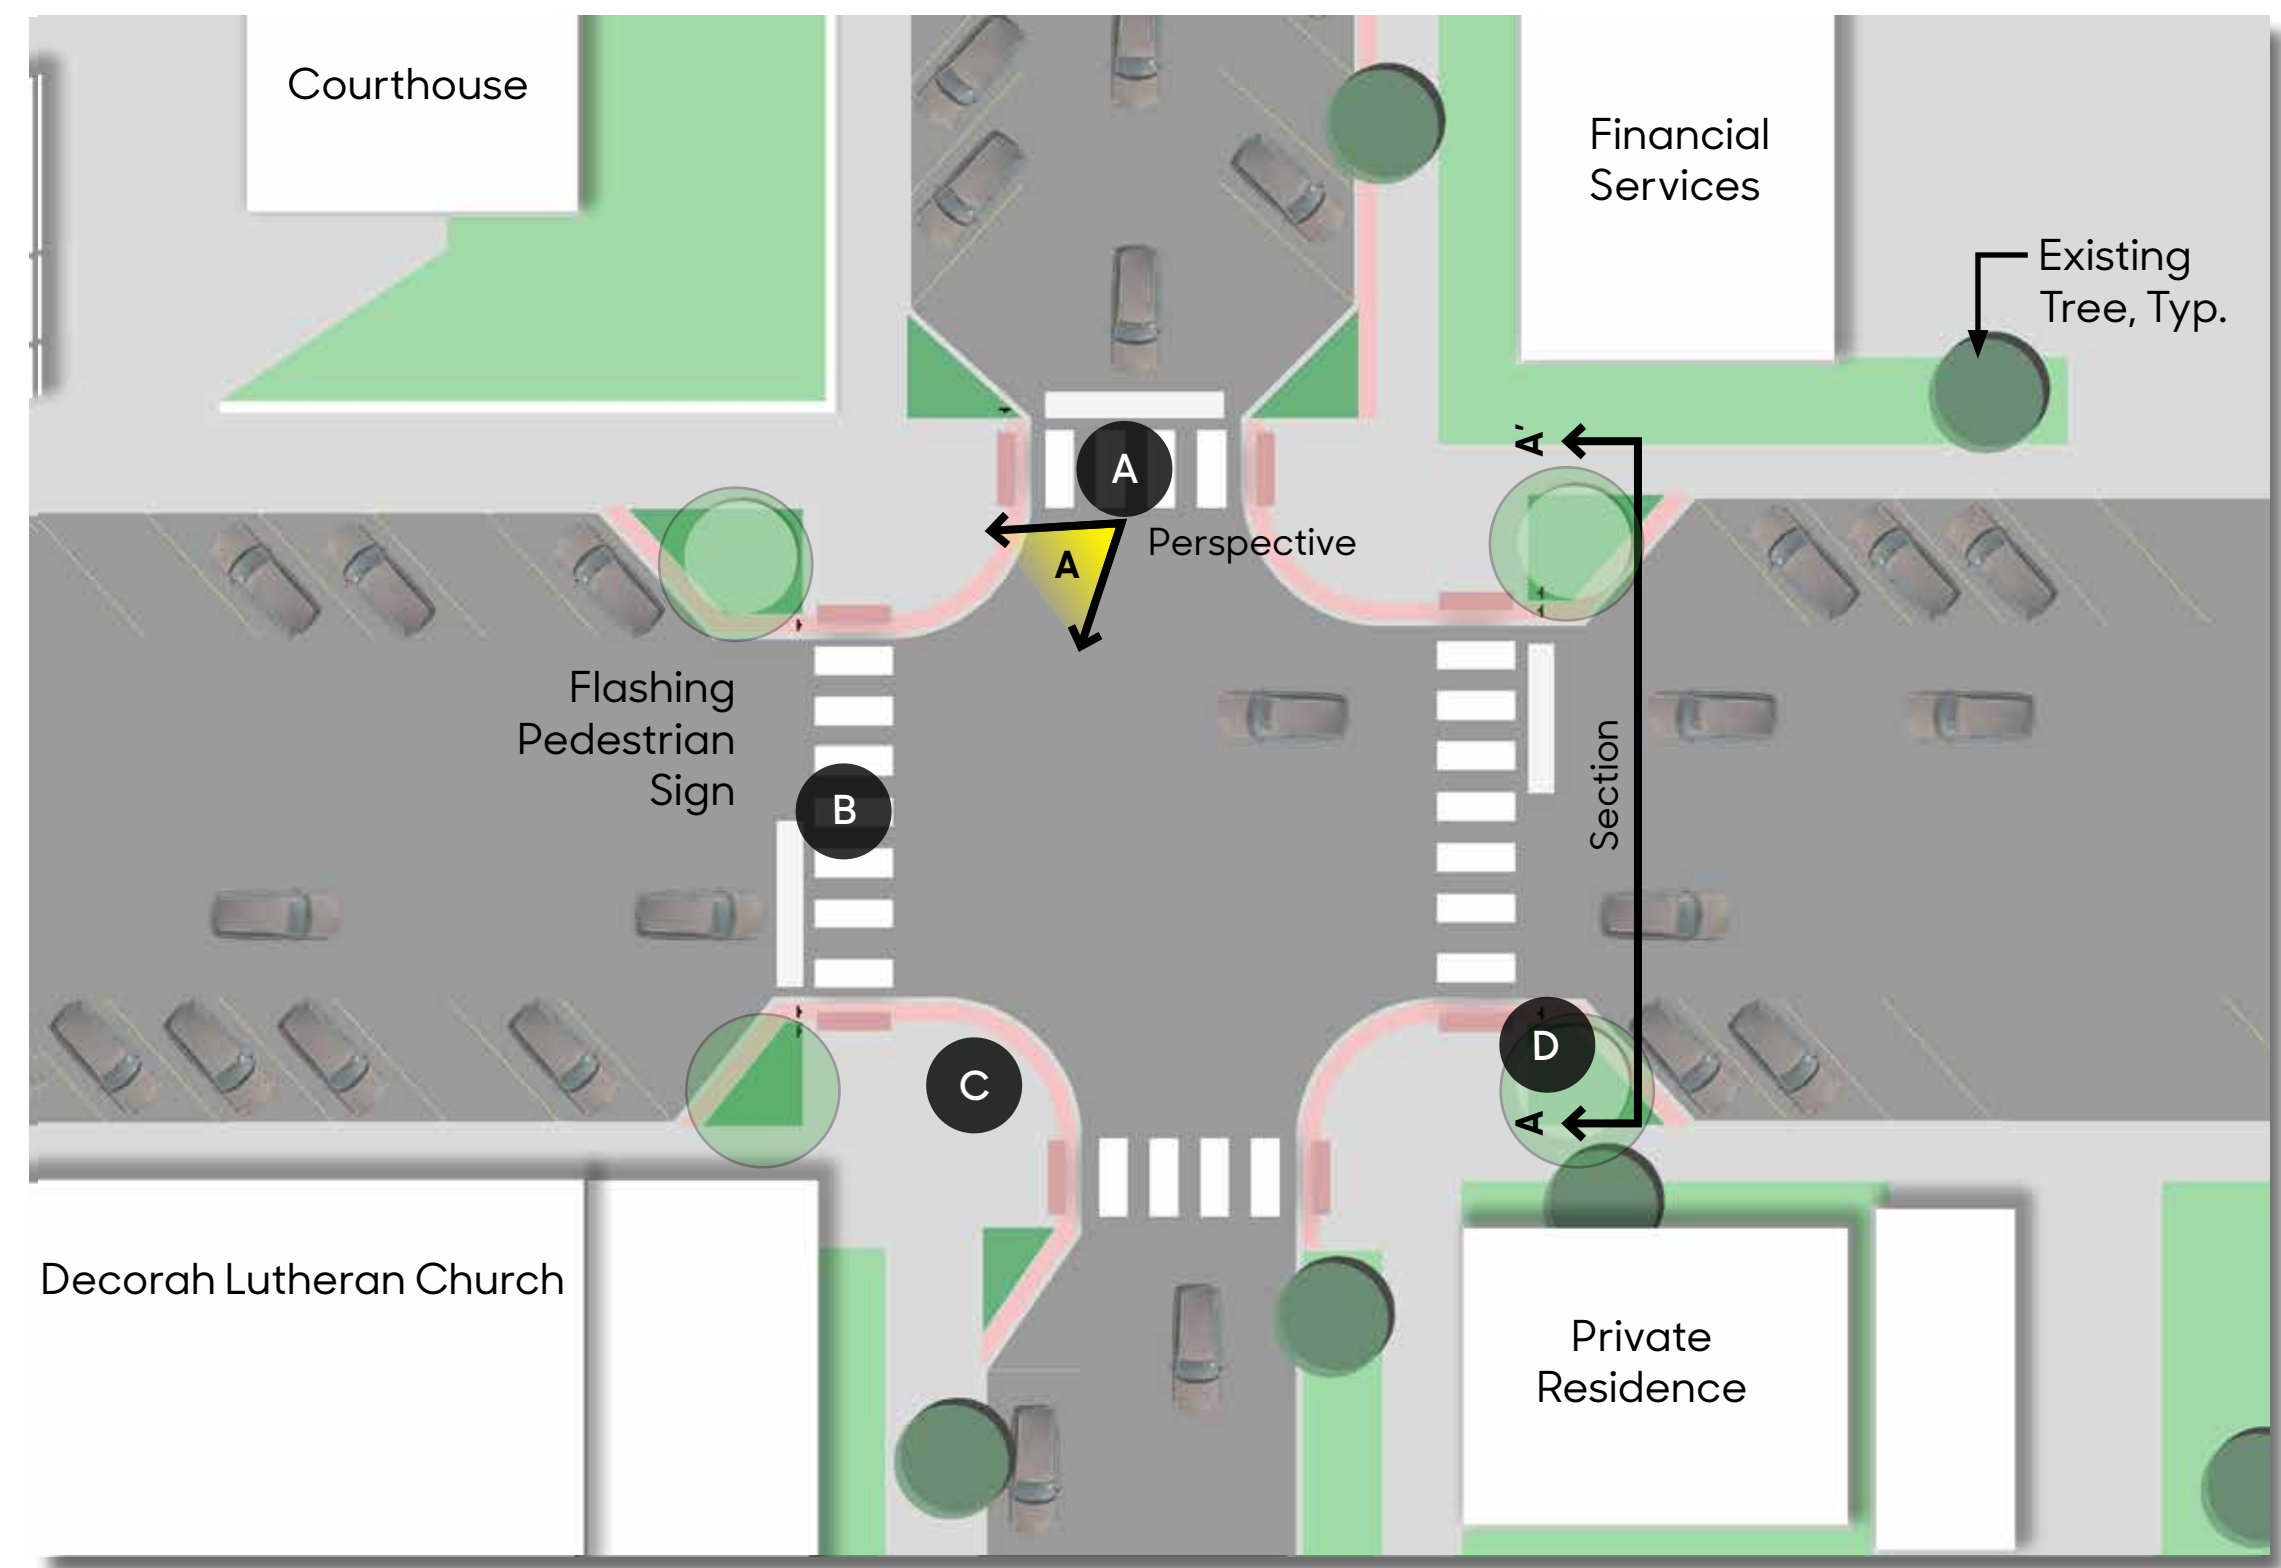 Courthouse
Financial
Services
Existing
Tree, Typ.
A'
A
Perspective
A
Flashing
Pedestrian
Sign
B
Section
C
D
A
Decorah Lutheran Church
Private
Residence